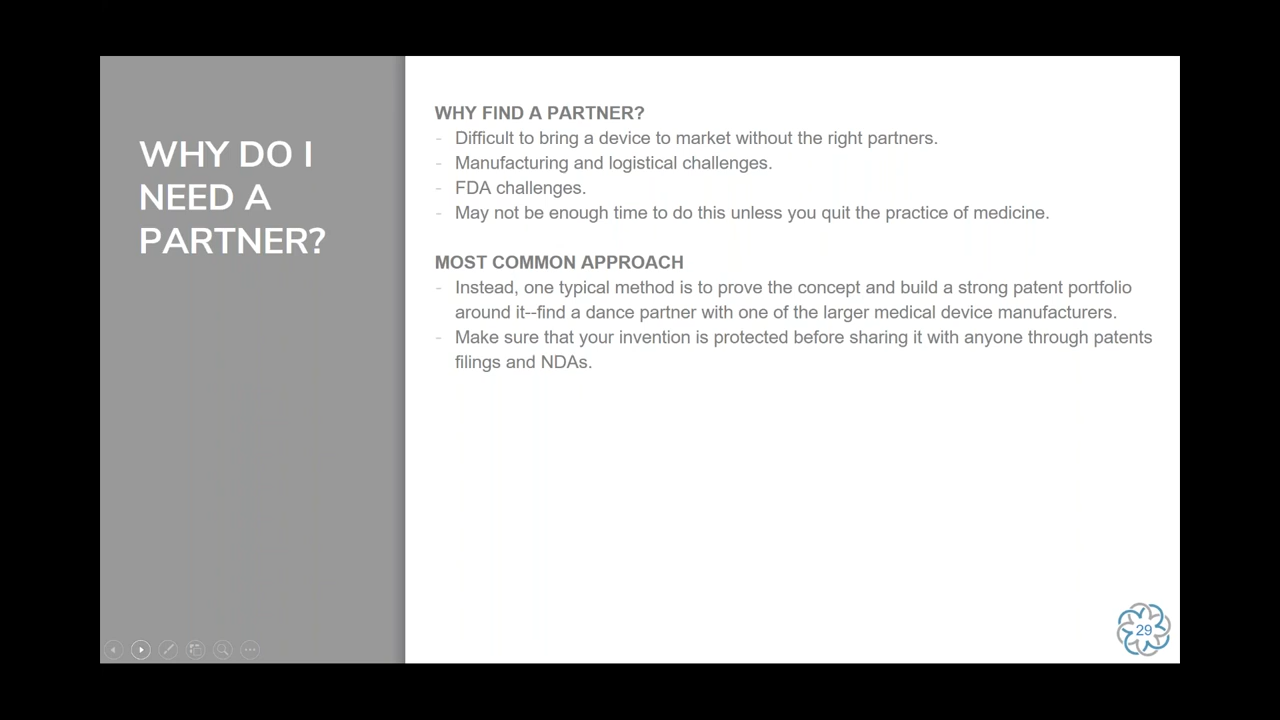 WHY DO I
NEED A
PARTNER?
WHY FIND A PARTNER?
- Difficult to bring a device to market without the right partners.
- Manufacturing and logistical challenges.
- FDA challenges.
- May not be enough time to do this unless you quit the practice of medicine.
MOST COMMON APPROACH
- Instead, one typical method is to prove the concept and build a strong patent portfolio
around it--find a dance partner with one of the larger medical device manufacturers.
- Make sure that your invention is protected before sharing it with anyone through patents
filings and NDAs.
29